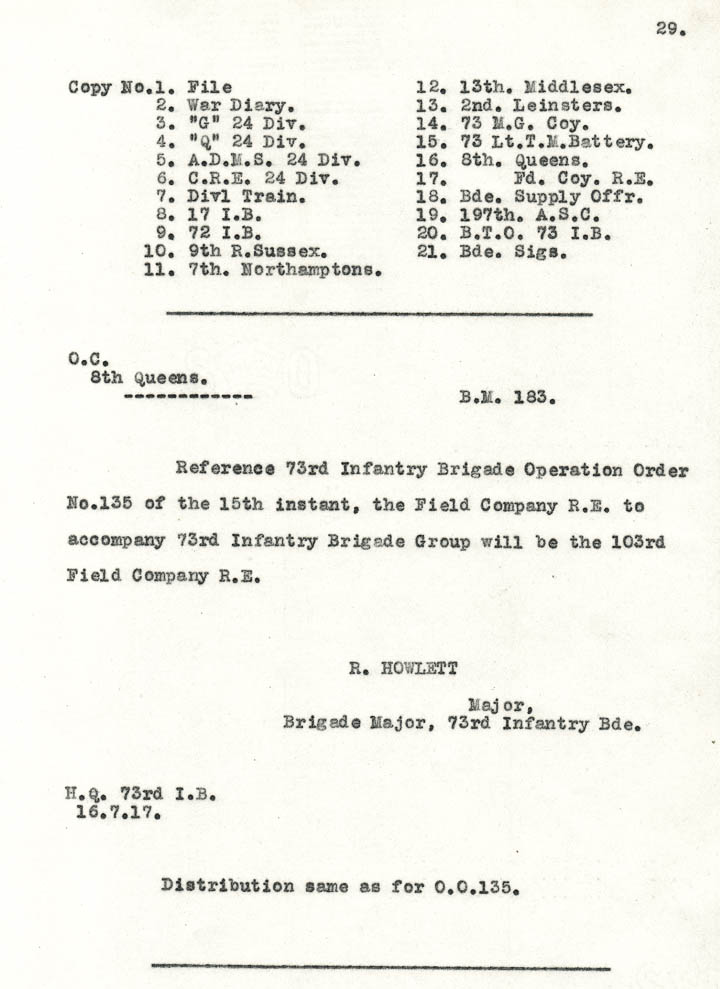 29.
Copy No.1. File
2. War Diary.
3. "G" 24 Div.
4. "Q" 24 Div.
5. A.D.M.S. 24 Div.
6. C.R.E. 24 Div.
7. Divl Train.
8. 17 I.B.
9. 72 I.B.
10. 9th R.Sussex.
11. 7th. Northamptons.
12. 13th. Middlesex.
13. 2nd. Leinsters.
14. 73 M.G. Coy.
15. 73 Lt.T.M.Battery.
16. 8th. Queens.
17. Fd. Coy. R.E.
18. Bde. Supply Offr.
19. 197th. A.S.C.
20. B.T.O. 73 I.B.
21. Bde. Sigs.
O.C.
8th Queens.
B.M. 183.
Reference 73rd Infantry Brigade Operation Order
No.135 of the 15th instant, the Field Company R.E. to
accompany 73rd Infantry Brigade Group will be the 103rd
Field Company R.E.
R. HOWLETT
Major,
Brigade Major, 73rd Infantry Bde.
H.Q. 73rd I.B.
16.7.17.
Distribution same as for O.O.135.